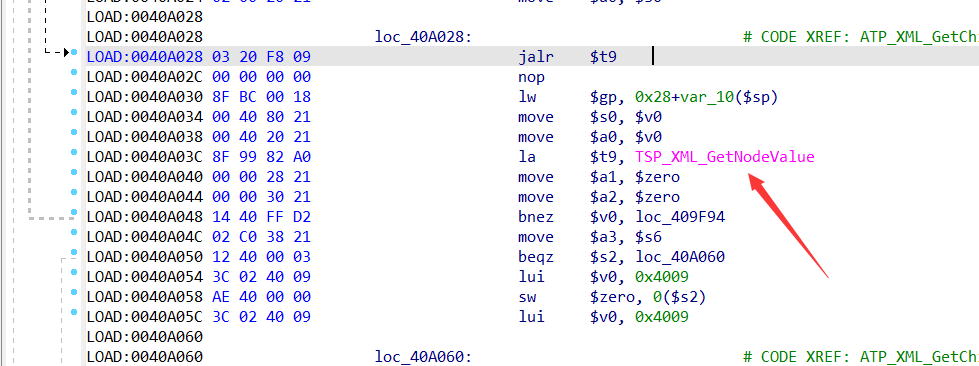 LOAD:0040A028
LOAD:0040A028 loc_40A028: # CODE XREF: ATP_XML_GetChi
LOAD:0040A028 03 20 F8 09 jalr $t9
LOAD:0040A02C 00 00 00 00 nop
LOAD:0040A030 8F BC 00 18 lw $gp, 0x28+var_10($sp)
LOAD:0040A034 00 40 80 21 move $s0, $v0
LOAD:0040A038 00 40 20 21 move $a0, $v0
LOAD:0040A03C 8F 99 82 A0 la $t9, TSP_XML_GetNodeValue
LOAD:0040A040 00 00 28 21 move $a1, $zero
LOAD:0040A044 00 00 30 21 move $a2, $zero
LOAD:0040A048 14 40 FF D2 bnez $v0, loc_409F94
LOAD:0040A04C 02 C0 38 21 move $a3, $s6
LOAD:0040A050 12 40 00 03 beqz $s2, loc_40A060
LOAD:0040A054 3C 02 40 09 lui $v0, 0x4009
LOAD:0040A058 AE 40 00 00 sw $zero, 0($s2)
LOAD:0040A05C 3C 02 40 09 lui $v0, 0x4009
LOAD:0040A060
LOAD:0040A060 loc_40A060: # CODE XREF: ATP_XML_GetChi